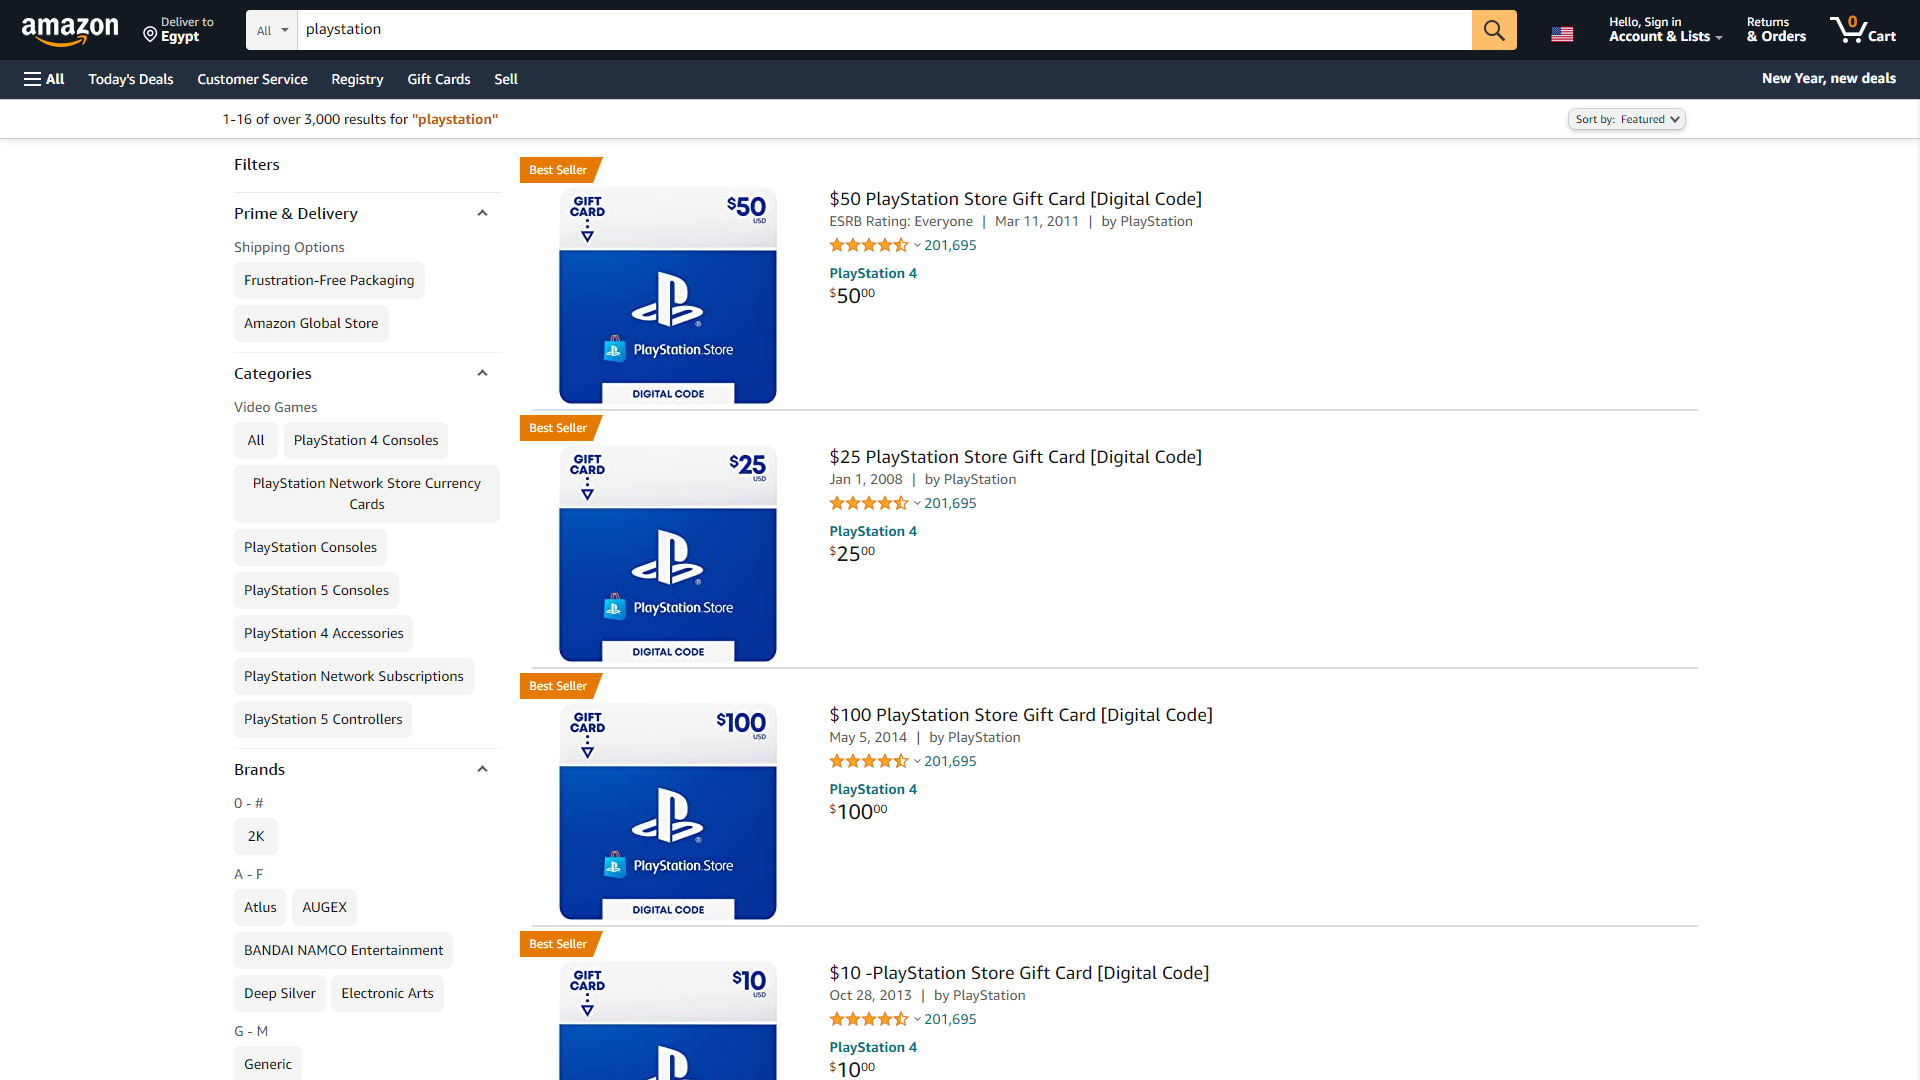 amazon
Deliver to
Egypt
All
playstation
Hello, Sign in
Account & Lists
Returns
& Orders
0
Cart
All
Today's Deals
Customer Service
Registry
Gift Cards
Sell
New Year, new deals
1-16 of over 3,000 results for "playstation"
Sort by: Featured
Filters
Prime & Delivery
Shipping Options
Frustration-Free Packaging
Amazon Global Store
Categories
Video Games
All
PlayStation 4 Consoles
PlayStation Network Store Currency
Cards
PlayStation Consoles
PlayStation 5 Consoles
PlayStation 4 Accessories
PlayStation Network Subscriptions
PlayStation 5 Controllers
Brands
0 - #
2K
A - F
Atlus
AUGEX
BANDAI NAMCO Entertainment
Deep Silver
Electronic Arts
G - M
Generic
Best Seller
GIFT
CARD
$50
USD
PlayStation Store
DIGITAL CODE
$50 PlayStation Store Gift Card [Digital Code]
ESRB Rating: Everyone | Mar 11, 2011 | by PlayStation
201,695
PlayStation 4
$5000
Best Seller
GIFT
CARD
$25
USD
PlayStation Store
DIGITAL CODE
$25 PlayStation Store Gift Card [Digital Code]
Jan 1, 2008 | by PlayStation
201,695
PlayStation 4
$2500
Best Seller
GIFT
CARD
$100
USD
PlayStation Store
DIGITAL CODE
$100 PlayStation Store Gift Card [Digital Code]
May 5, 2014 | by PlayStation
201,695
PlayStation 4
$10000
Best Seller
GIFT
CARD
$10
USD
$10 -PlayStation Store Gift Card [Digital Code]
Oct 28, 2013 | by PlayStation
201,695
PlayStation 4
$1000